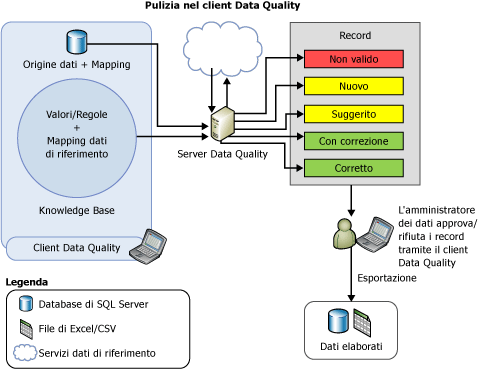 Pulizia nel client Data Quality
Origine dati + Mapping
Valori/Regole
+
Mapping dati
di riferimento
Knowledge Base
Client Data Quality
Server Data Quality
Record
Non valido
Nuovo
Suggerito
Con correzione
Corretto
L'amministratore
dei dati approva/
rifiuta i record
tramite il client
Data Quality
Esportazione
Dati elaborati
Legenda
Database di SQL Server
File di Excel/CSV
Servizi dati di riferimento